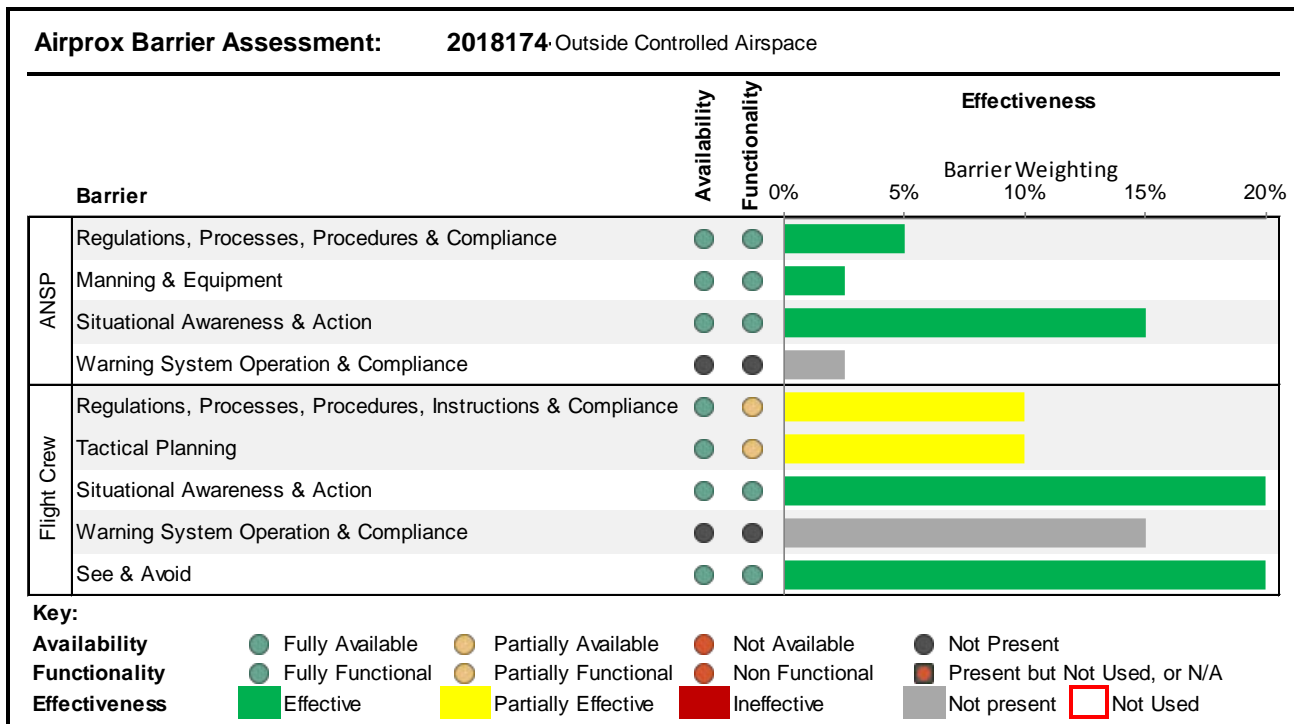 Airprox Barrier Assessment: 2018174 Outside Controlled Airspace
Barrier
Availability
Functionality
Effectiveness
Barrier Weighting
0% 5% 10% 15% 20%
ANSP
Regulations, Processes, Procedures & Compliance
Manning & Equipment
Situational Awareness & Action
Warning System Operation & Compliance
Flight Crew
Regulations, Processes, Procedures, Instructions & Compliance
Tactical Planning
Situational Awareness & Action
Warning System Operation & Compliance
See & Avoid
Key:
Availability Fully Available Partially Available Not Available Not Present
Functionality Fully Functional Partially Functional Non Functional Present but Not Used, or N/A
Effectiveness Effective Partially Effective Ineffective Not present Not Used